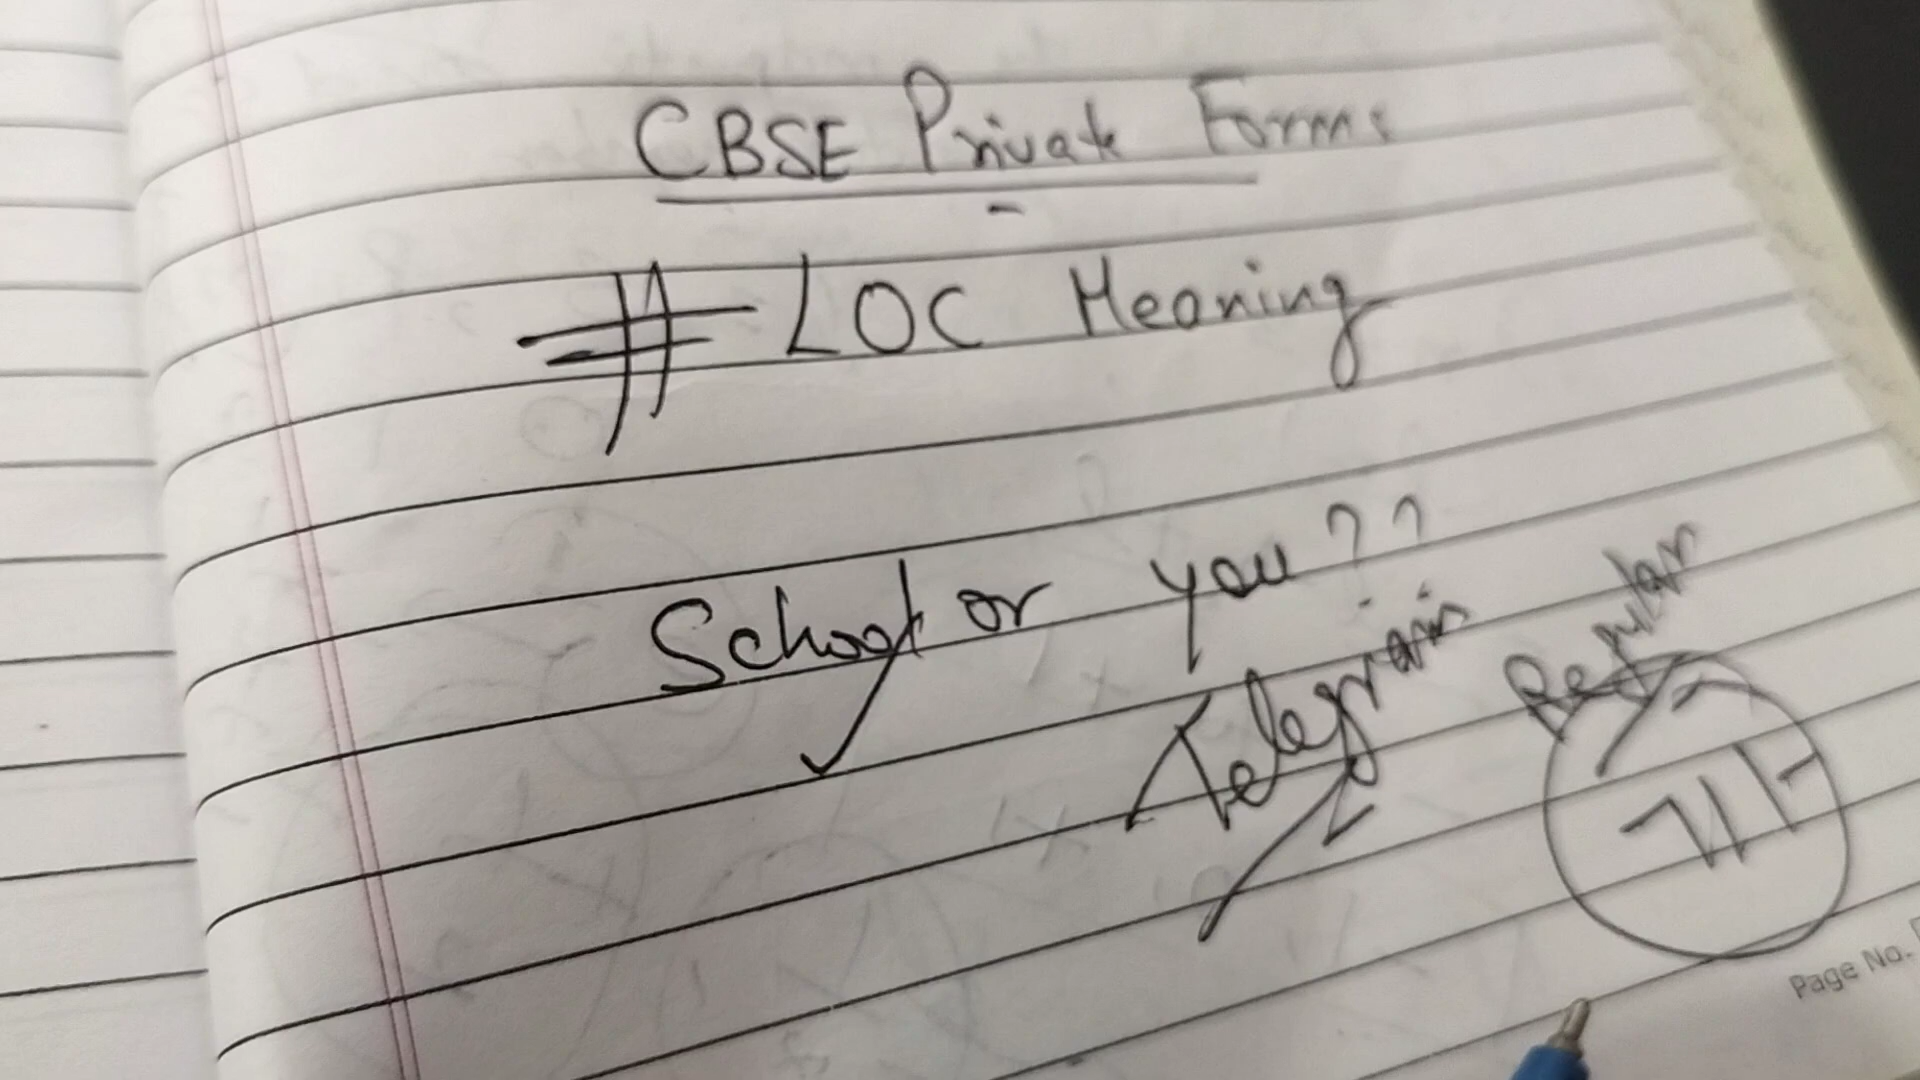 CBSE Private Forms
# LOC Meaning
School or you ??
Telegram
Regular
Page No.